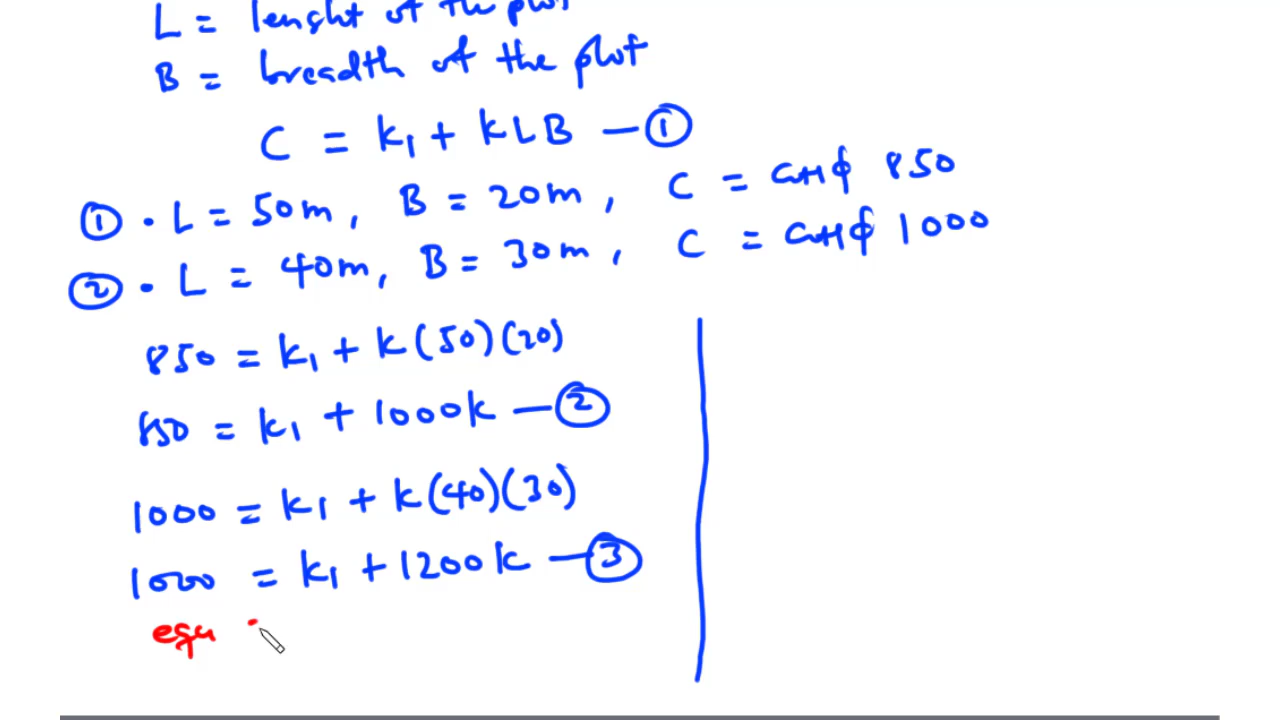 L = lenght of the plot
B = breadth of the plot
C = k₁ + kLB — ①
① · L = 50m, B = 20m, C = GH¢ 850
② · L = 40m, B = 30m, C = GH¢ 1000
850 = k₁ + k(50)(20)
850 = k₁ + 1000k — ②
1000 = k₁ + k(40)(30)
1000 = k₁ + 1200k — ③
equ